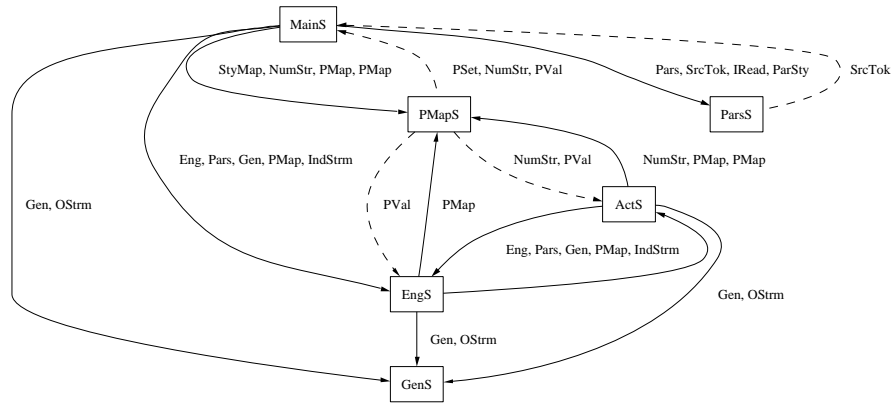 MainS
StyMap, NumStr, PMap, PMap
PSet, NumStr, PVal
Pars, SrcTok, IRead, ParSty
SrcTok
PMapS
ParsS
Eng, Pars, Gen, PMap, IndStrm
NumStr, PVal
NumStr, PMap, PMap
Gen, OStrm
PVal
PMap
ActS
Eng, Pars, Gen, PMap, IndStrm
EngS
Gen, OStrm
Gen, OStrm
GenS